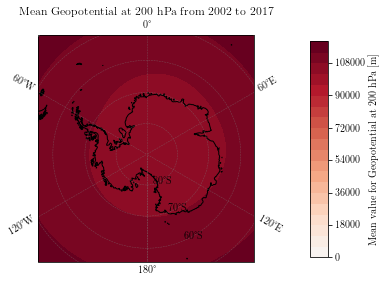 Mean Geopotential at 200 hPa from 2002 to 2017
0°
60°W
60°E
120°W
120°E
180°
80°S
70°S
60°S
108000
90000
72000
54000
36000
18000
0
Mean value for Geopotential at 200 hPa [m]